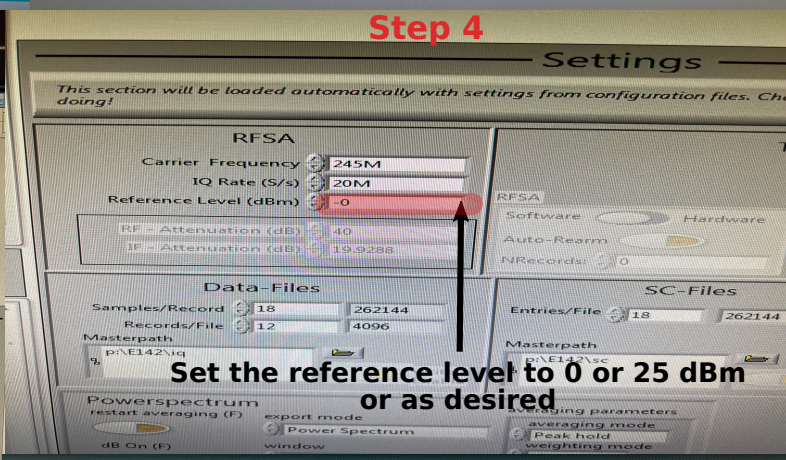 Step 4
Settings
This section will be loaded automatically with settings from configuration files. Che
doing!
RFSA
Carrier Frequency 245M
IQ Rate (S/s) 20M
Reference Level (dBm) -0
RF - Attenuation (dB) 40
IF - Attenuation (dB) 19.9288
RFSA
Software Hardware
Auto-Rearm
NRecords: 0
Data-Files
Samples/Record 18 262144
Records/File 12 4096
Masterpath
p:\E142\iq
SC-Files
Entries/File 18 262144
Masterpath
p:\E142\sc
Set the reference level to 0 or 25 dBm
or as desired
Powerspectrum
restart averaging (F)
export mode
Power Spectrum
dB On (F)
window
averaging parameters
averaging mode
Peak hold
weighting mode